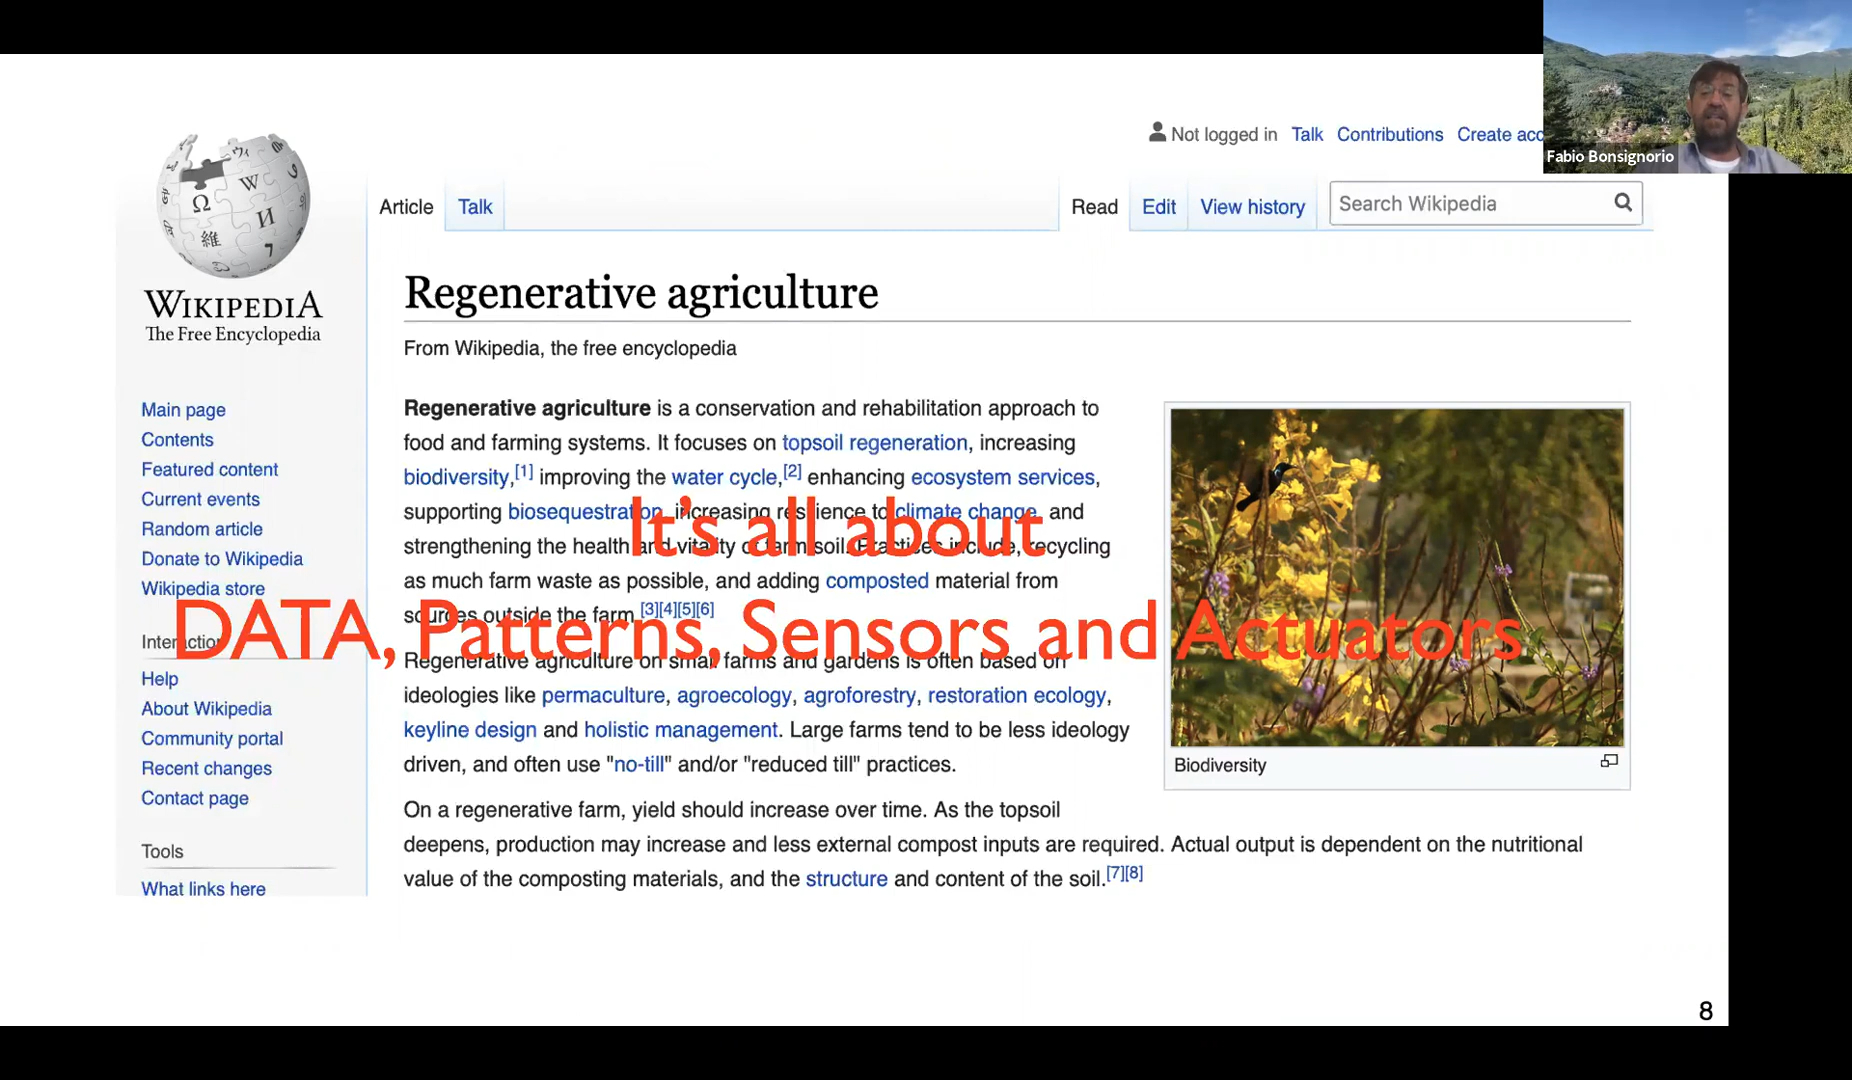 Fabio Bonsignorio
Not logged in Talk Contributions Create acc
Article Talk
Read Edit View history Search Wikipedia
WIKIPEDIA
The Free Encyclopedia
Main page
Contents
Featured content
Current events
Random article
Donate to Wikipedia
Wikipedia store
Interaction
Help
About Wikipedia
Community portal
Recent changes
Contact page
Tools
What links here
Regenerative agriculture
From Wikipedia, the free encyclopedia
Regenerative agriculture is a conservation and rehabilitation approach to
food and farming systems. It focuses on topsoil regeneration, increasing
biodiversity,[1] improving the water cycle,[2] enhancing ecosystem services,
supporting biosequestration, increasing resilience to climate change, and
strengthening the health and vitality of farm soil. Practices include, recycling
as much farm waste as possible, and adding composted material from
sources outside the farm.[3][4][5][6]
Regenerative agriculture on small farms and gardens is often based on
ideologies like permaculture, agroecology, agroforestry, restoration ecology,
keyline design and holistic management. Large farms tend to be less ideology
driven, and often use "no-till" and/or "reduced till" practices.
On a regenerative farm, yield should increase over time. As the topsoil
deepens, production may increase and less external compost inputs are required. Actual output is dependent on the nutritional
value of the composting materials, and the structure and content of the soil.[7][8]
Biodiversity
It's all about
DATA, Patterns, Sensors and Actuators
8